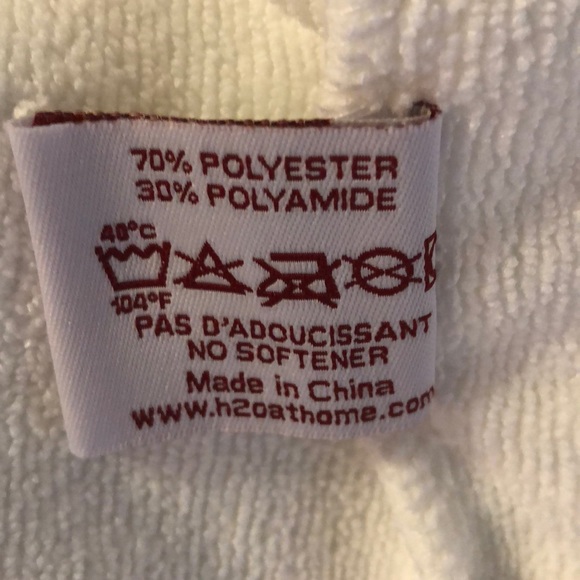 70% POLYESTER
30% POLYAMIDE
40°C
104°F
PAS D'ADOUCISSANT
NO SOFTENER
Made in China
www.h2oathome.com